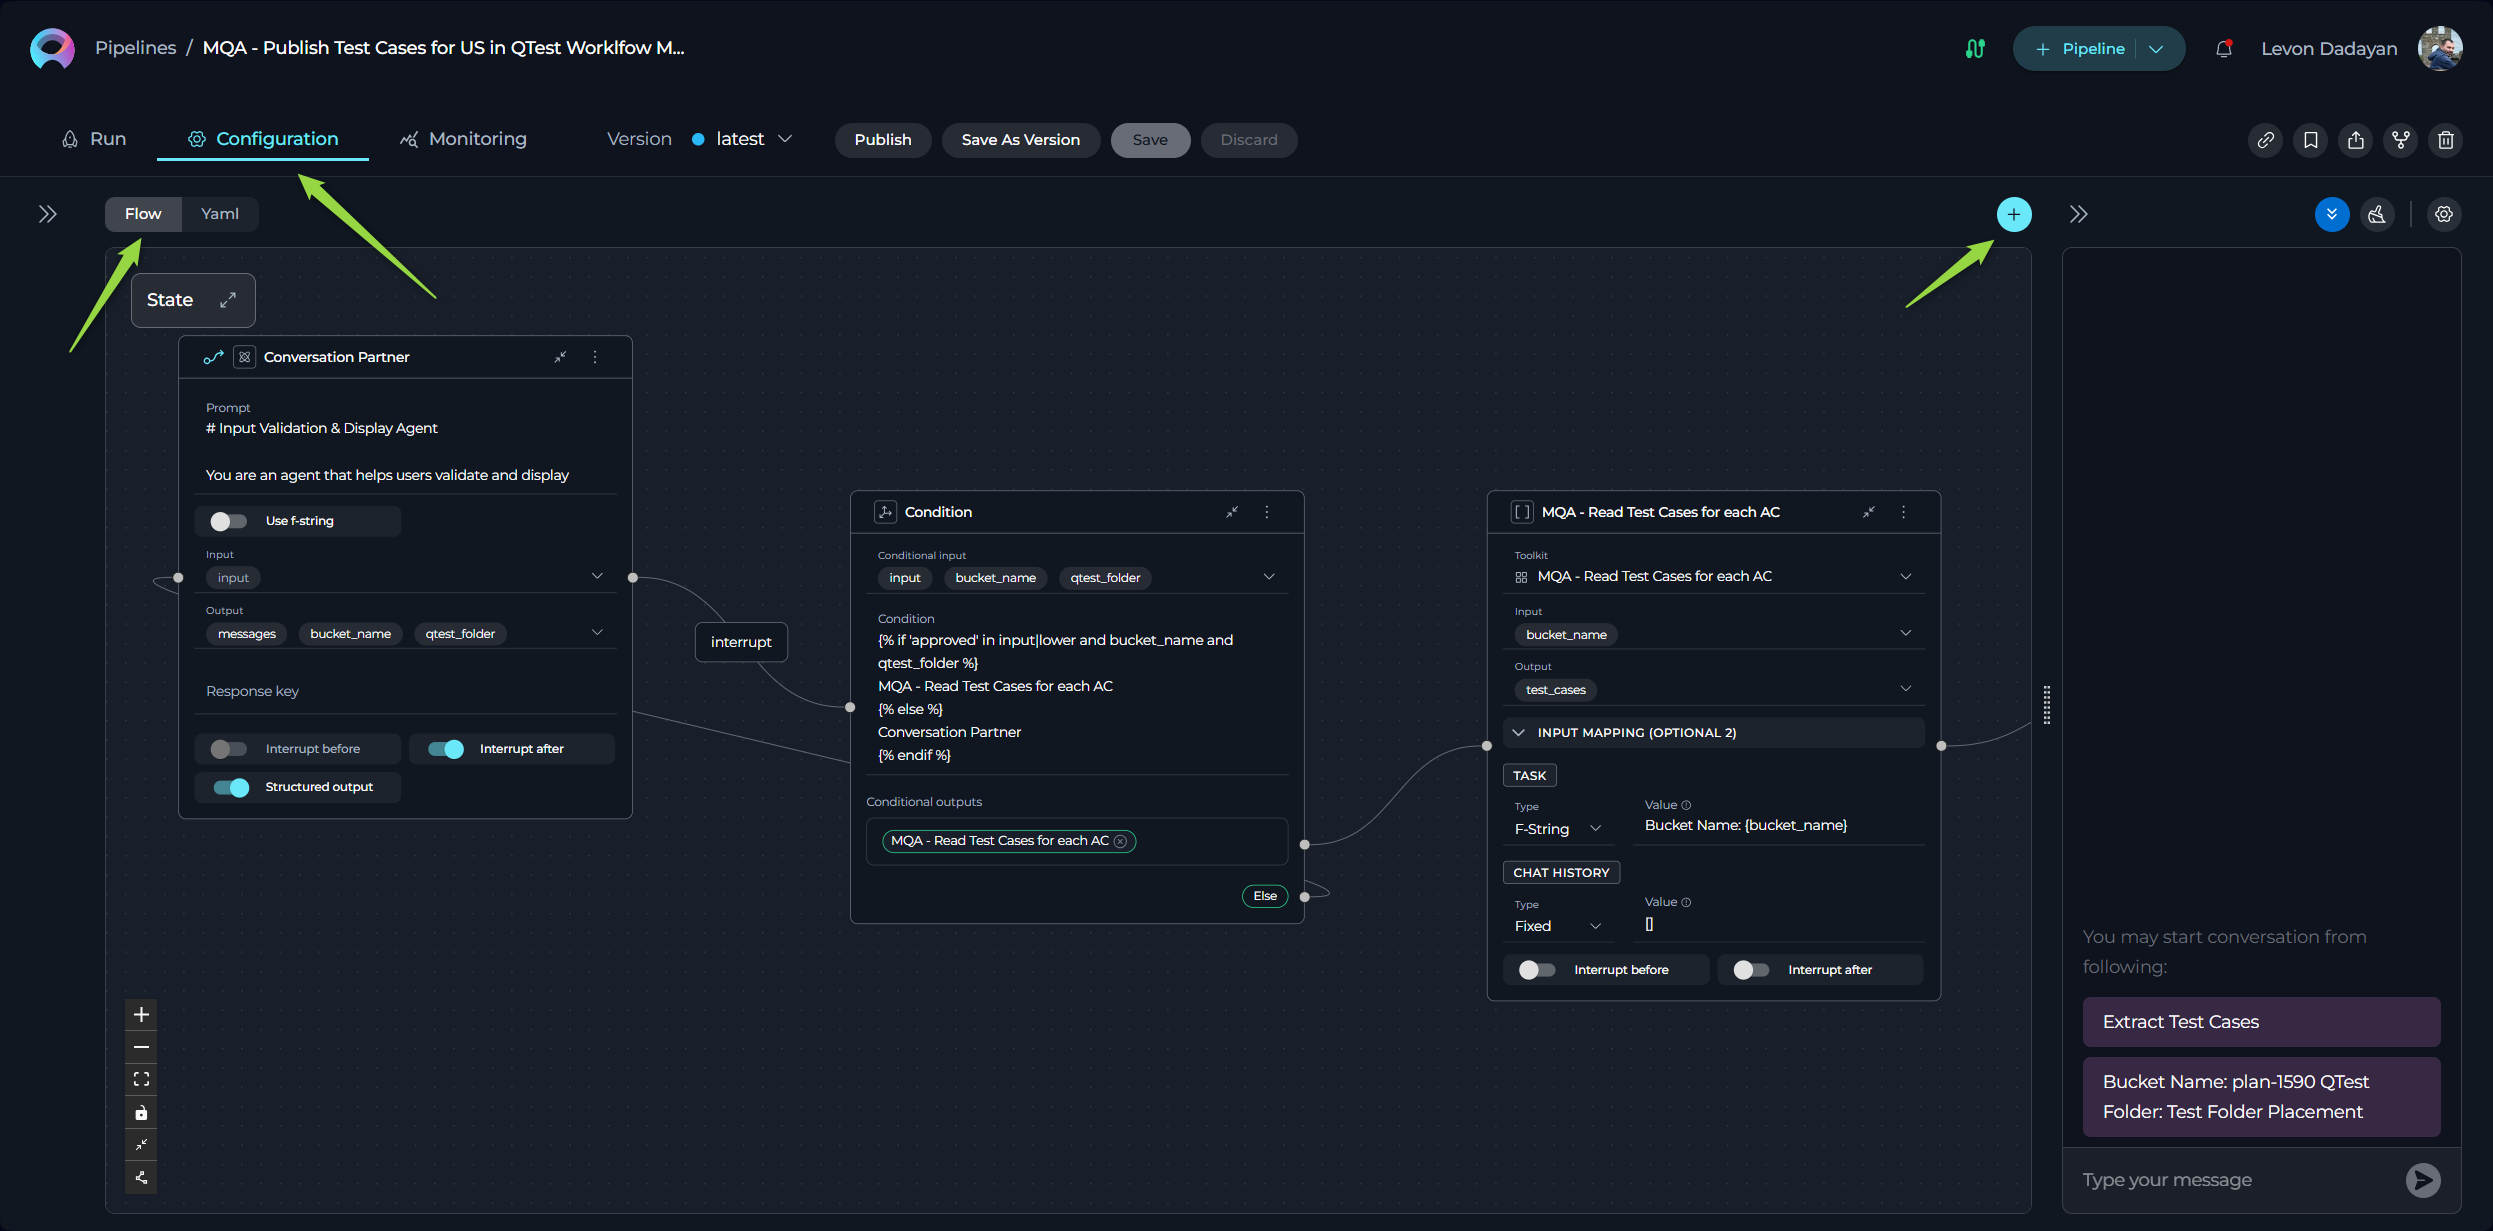 Pipelines / MQA - Publish Test Cases for US in QTest Worklfow M...
Pipeline
Levon Dadayan
Run
Configuration
Monitoring
Version
latest
Publish
Save As Version
Save
Discard
Flow
Yaml
State
Conversation Partner
Prompt
# Input Validation & Display Agent
You are an agent that helps users validate and display
Use f-string
Input
input
Output
messages bucket_name qtest_folder
Response key
Interrupt before
Interrupt after
Structured output
interrupt
Condition
Conditional input
input bucket_name qtest_folder
Condition
{% if 'approved' in input|lower and bucket_name and
qtest_folder %}
MQA - Read Test Cases for each AC
{% else %}
Conversation Partner
{% endif %}
Conditional outputs
MQA - Read Test Cases for each AC
Else
MQA - Read Test Cases for each AC
Toolkit
MQA - Read Test Cases for each AC
Input
bucket_name
Output
test_cases
INPUT MAPPING (OPTIONAL 2)
TASK
Type
F-String
Value
Bucket Name: {bucket_name}
CHAT HISTORY
Type
Fixed
Value
[]
Interrupt before
Interrupt after
You may start conversation from
following:
Extract Test Cases
Bucket Name: plan-1590 QTest
Folder: Test Folder Placement
Type your message